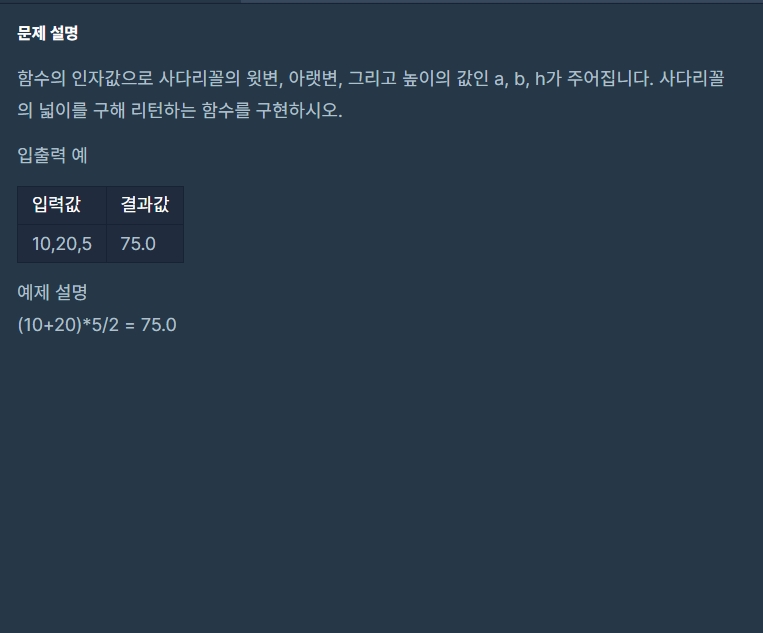 문제 설명
함수의 인자값으로 사다리꼴의 윗변, 아랫변, 그리고 높이의 값인 a, b, h가 주어집니다. 사다리꼴
의 넓이를 구해 리턴하는 함수를 구현하시오.
입출력 예
입력값 결과값
10,20,5 75.0
예제 설명
(10+20)*5/2 = 75.0